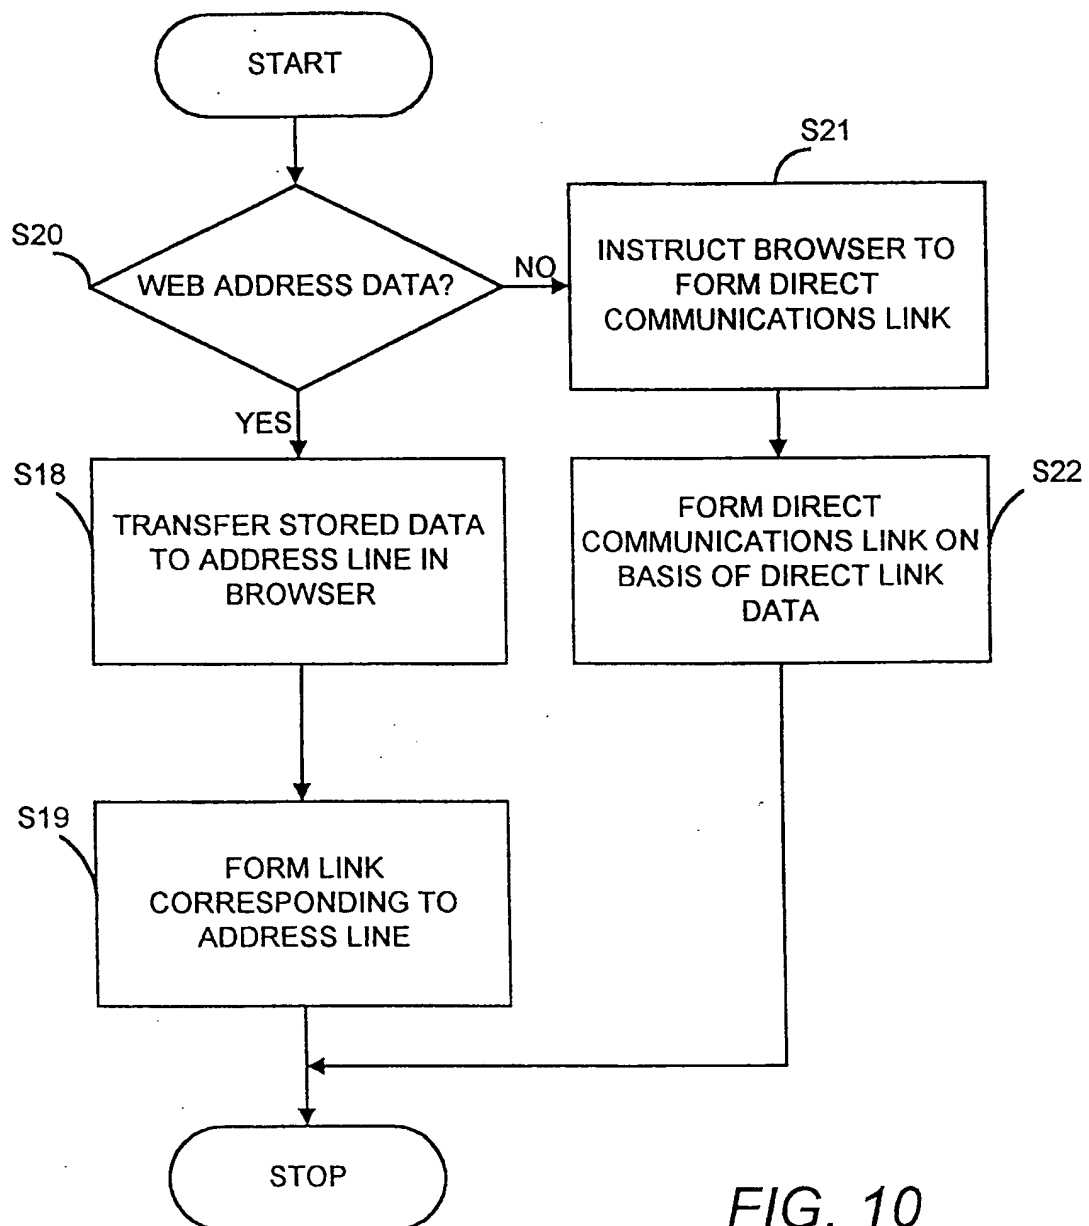 START
S20
WEB ADDRESS DATA?
NO
YES
S21
INSTRUCT BROWSER TO
FORM DIRECT
COMMUNICATIONS LINK
S18
TRANSFER STORED DATA
TO ADDRESS LINE IN
BROWSER
S22
FORM DIRECT
COMMUNICATIONS LINK ON
BASIS OF DIRECT LINK
DATA
S19
FORM LINK
CORRESPONDING TO
ADDRESS LINE
STOP
FIG. 10